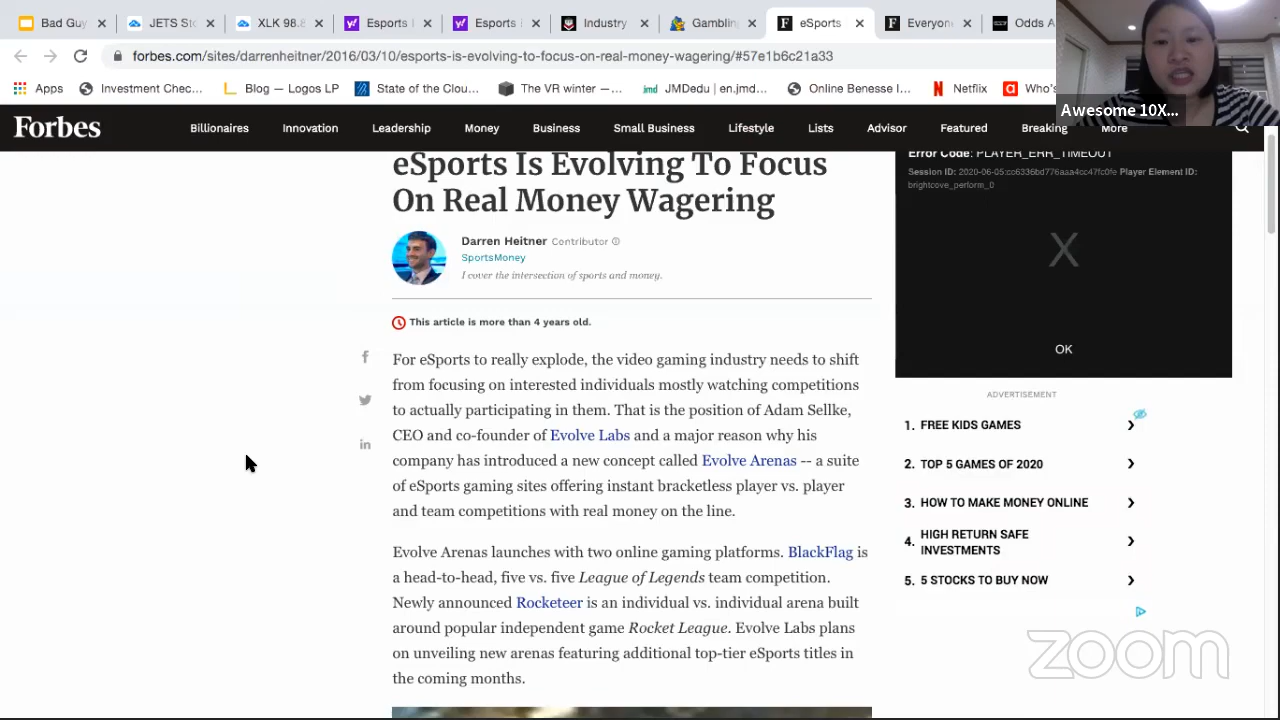 Bad Guy
JETS Sto
XLK 98.8
Esports
Esports i
Industry
Gambling
eSports
Everyone
Odds A
forbes.com/sites/darrenheitner/2016/03/10/esports-is-evolving-to-focus-on-real-money-wagering/#57e1b6c21a33
Apps
Investment Chec...
Blog — Logos LP
State of the Clou...
The VR winter —...
JMDedu | en.jmd...
Online Benesse I...
Netflix
Who's
Awesome 10X...
Forbes
Billionaires
Innovation
Leadership
Money
Business
Small Business
Lifestyle
Lists
Advisor
Featured
Breaking
More
eSports Is Evolving To Focus
On Real Money Wagering
Darren Heitner Contributor
SportsMoney
I cover the intersection of sports and money.
This article is more than 4 years old.
For eSports to really explode, the video gaming industry needs to shift
from focusing on interested individuals mostly watching competitions
to actually participating in them. That is the position of Adam Sellke,
CEO and co-founder of Evolve Labs and a major reason why his
company has introduced a new concept called Evolve Arenas -- a suite
of eSports gaming sites offering instant bracketless player vs. player
and team competitions with real money on the line.
Evolve Arenas launches with two online gaming platforms. BlackFlag is
a head-to-head, five vs. five League of Legends team competition.
Newly announced Rocketeer is an individual vs. individual arena built
around popular independent game Rocket League. Evolve Labs plans
on unveiling new arenas featuring additional top-tier eSports titles in
the coming months.
Error Code: PLAYER_ERR_TIMEOUT
Session ID: 2020-06-05:cc6336bd776aaa4cc47fc0fe Player Element ID:
brightcove_perform_0
X
OK
ADVERTISEMENT
1. FREE KIDS GAMES
2. TOP 5 GAMES OF 2020
3. HOW TO MAKE MONEY ONLINE
4. HIGH RETURN SAFE
INVESTMENTS
5. 5 STOCKS TO BUY NOW
zoom